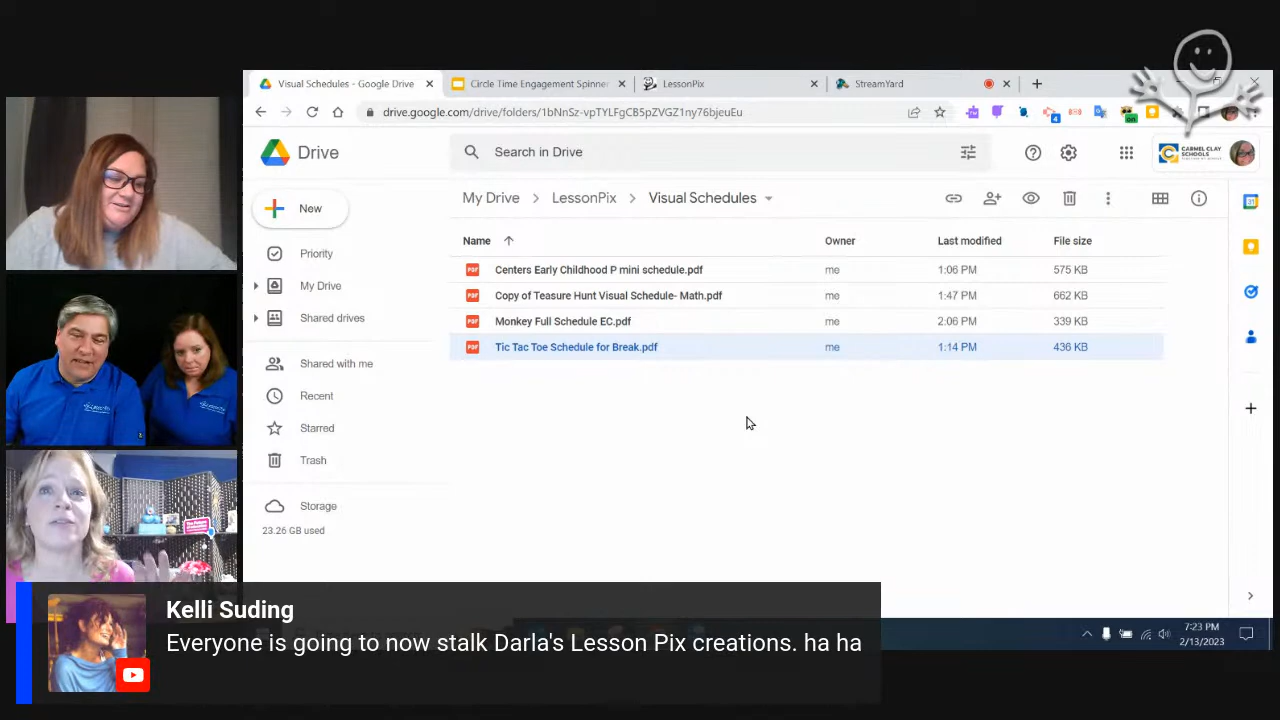 Visual Schedules - Google Drive
Circle Time Engagement Spinner
LessonPix
StreamYard
drive.google.com/drive/folders/1bNnSz-vpTYLFgCB5pZVGZ1ny76bjeuEu
Drive
Search in Drive
CARMEL CLAY
SCHOOLS
New
My Drive
LessonPix
Visual Schedules
Priority
My Drive
Shared drives
Shared with me
Recent
Starred
Trash
Storage
23.26 GB used
Name
Owner
Last modified
File size
Centers Early Childhood P mini schedule.pdf
me
1:06 PM
575 KB
Copy of Teasure Hunt Visual Schedule- Math.pdf
me
1:47 PM
662 KB
Monkey Full Schedule EC.pdf
me
2:06 PM
339 KB
Tic Tac Toe Schedule for Break.pdf
me
1:14 PM
436 KB
Kelli Suding
Everyone is going to now stalk Darla's Lesson Pix creations. ha ha
7:23 PM
2/13/2023